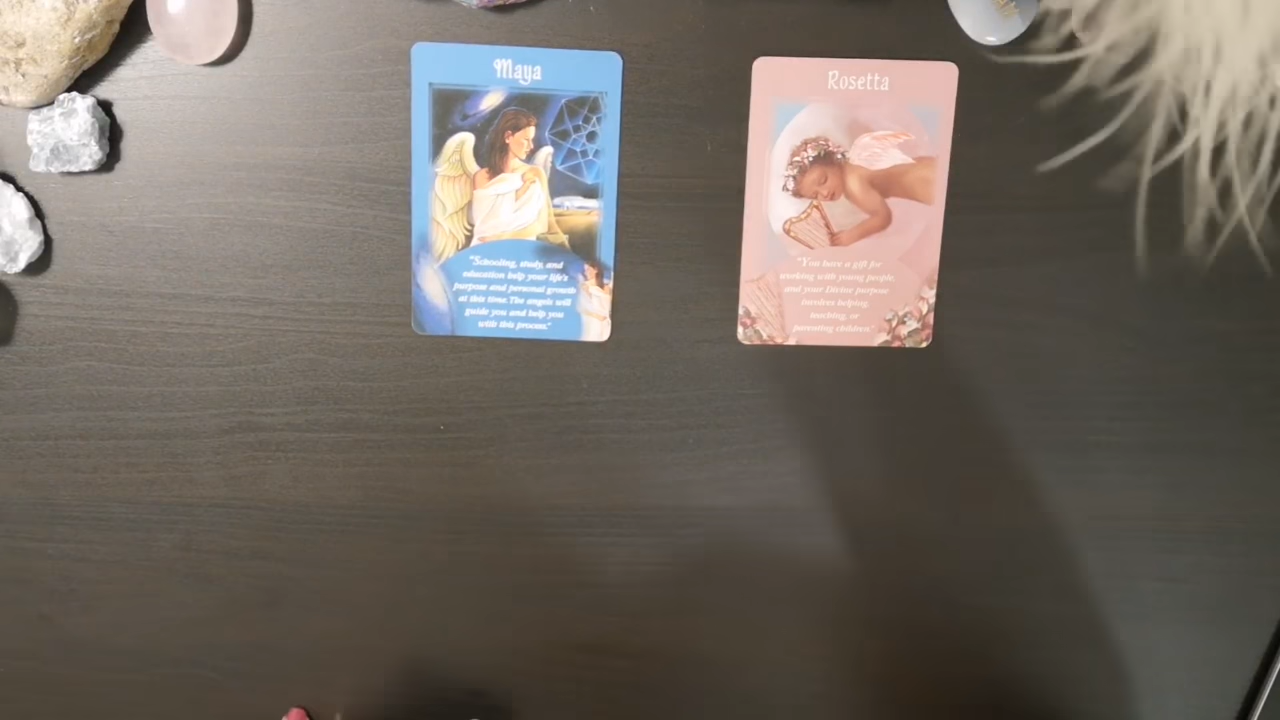 Maya
"Schooling, study, and
education help your life's
purpose and personal growth
at this time. The angels will
guide you and help you
with this process."
Rosetta
"You have a gift for
working with young people,
and your Divine purpose
involves helping,
teaching, or
parenting children"